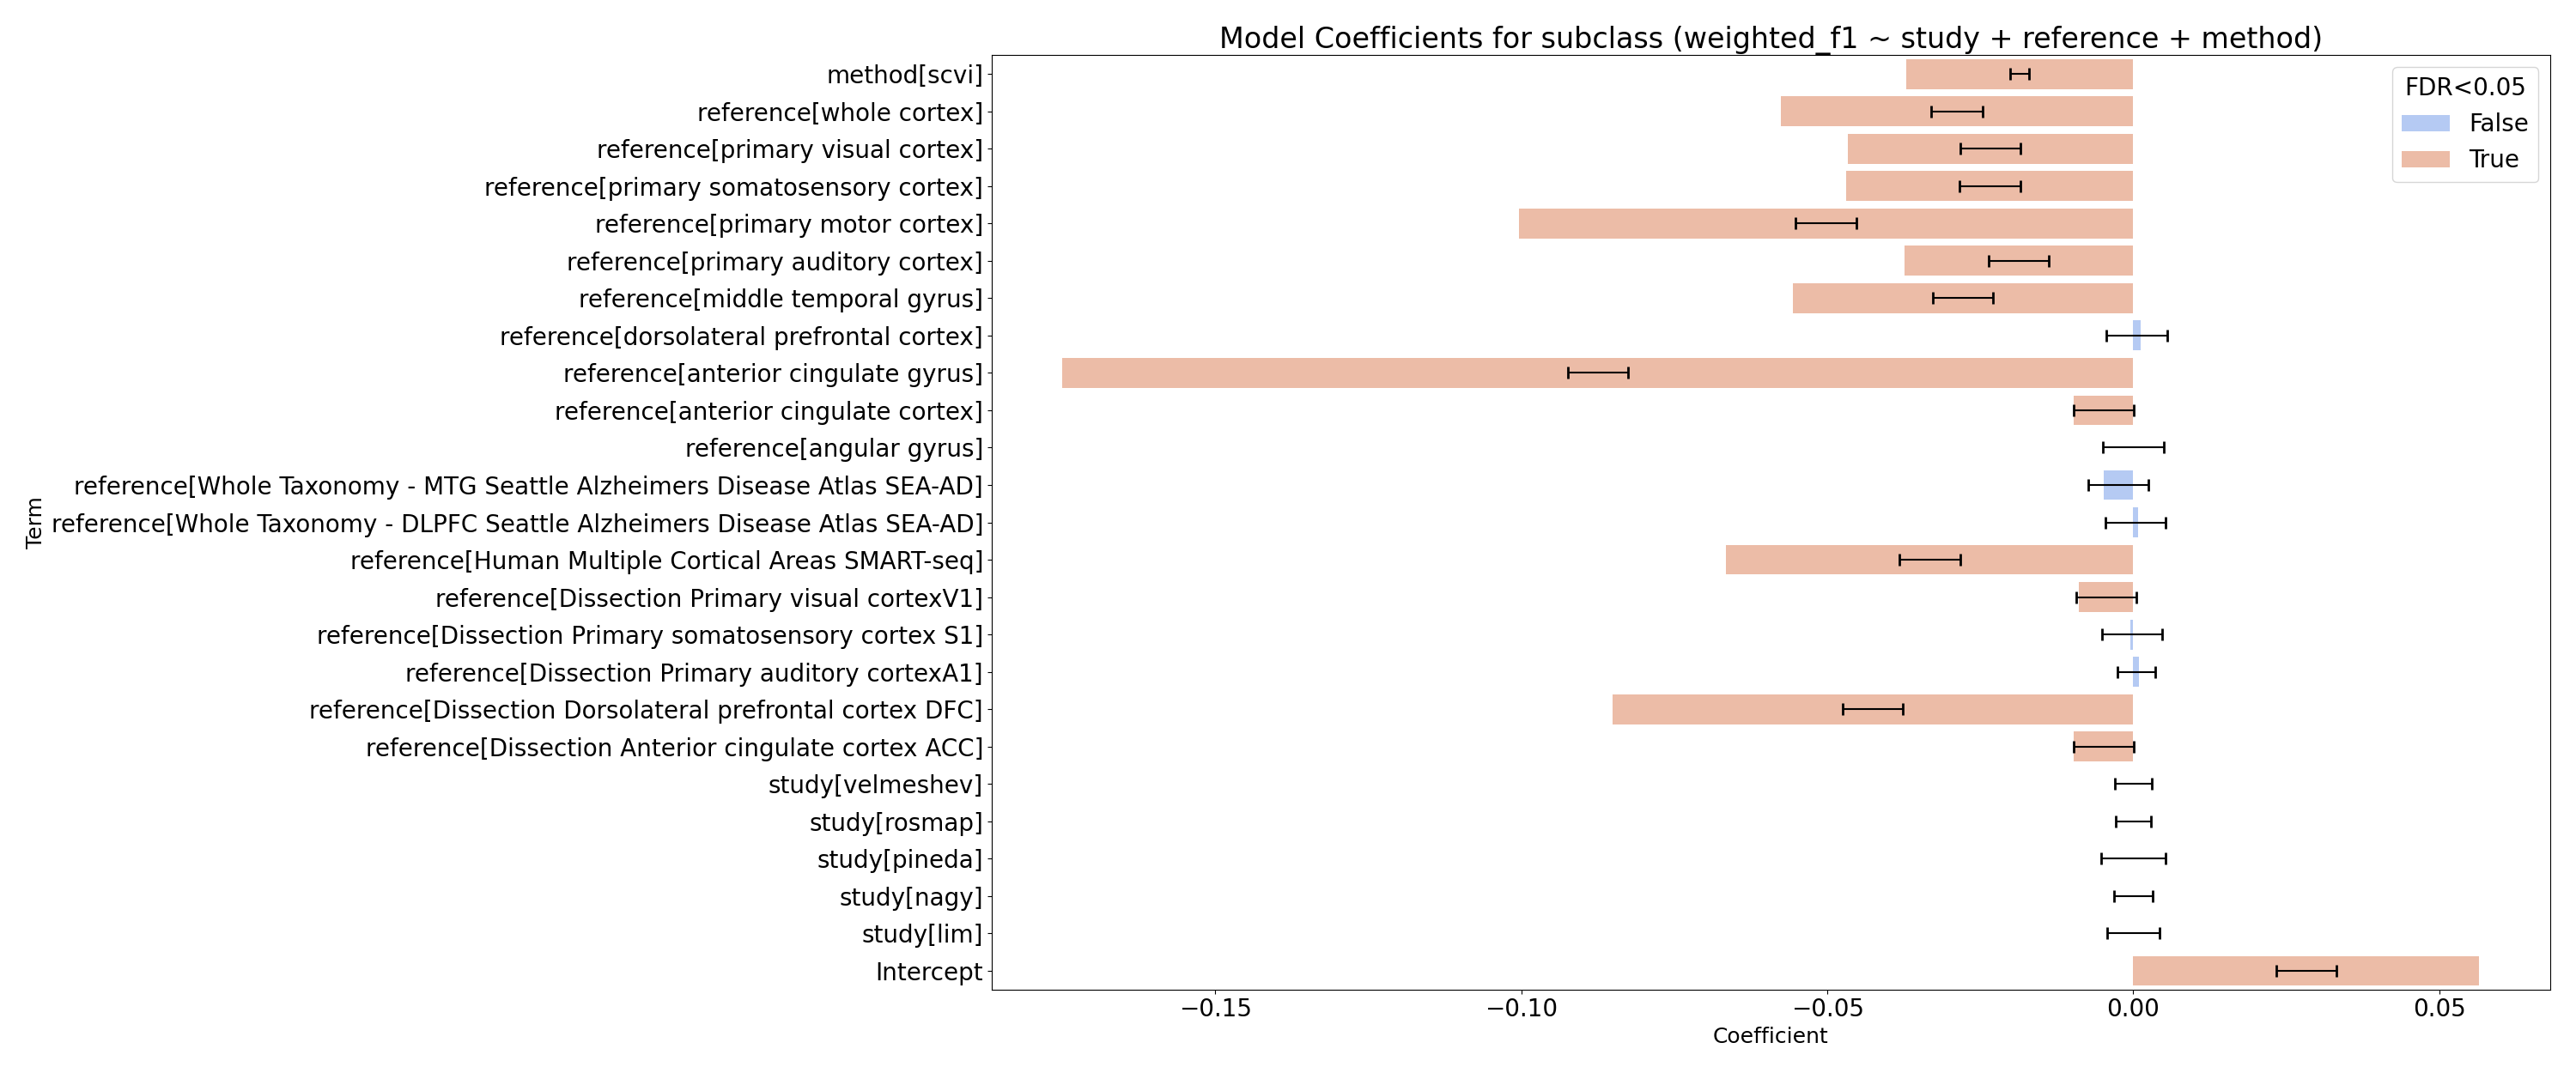 Model Coefficients for subclass (weighted_f1 ~ study + reference + method)
method[scvi]
reference[whole cortex]
reference[primary visual cortex]
reference[primary somatosensory cortex]
reference[primary motor cortex]
reference[primary auditory cortex]
reference[middle temporal gyrus]
reference[dorsolateral prefrontal cortex]
reference[anterior cingulate gyrus]
reference[anterior cingulate cortex]
reference[angular gyrus]
reference[Whole Taxonomy - MTG Seattle Alzheimers Disease Atlas SEA-AD]
reference[Whole Taxonomy - DLPFC Seattle Alzheimers Disease Atlas SEA-AD]
reference[Human Multiple Cortical Areas SMART-seq]
reference[Dissection Primary visual cortexV1]
reference[Dissection Primary somatosensory cortex S1]
reference[Dissection Primary auditory cortexA1]
reference[Dissection Dorsolateral prefrontal cortex DFC]
reference[Dissection Anterior cingulate cortex ACC]
study[velmeshev]
study[rosmap]
study[pineda]
study[nagy]
study[lim]
Intercept
Term
FDR<0.05
False
True
−0.15 −0.10 −0.05 0.00 0.05
Coefficient